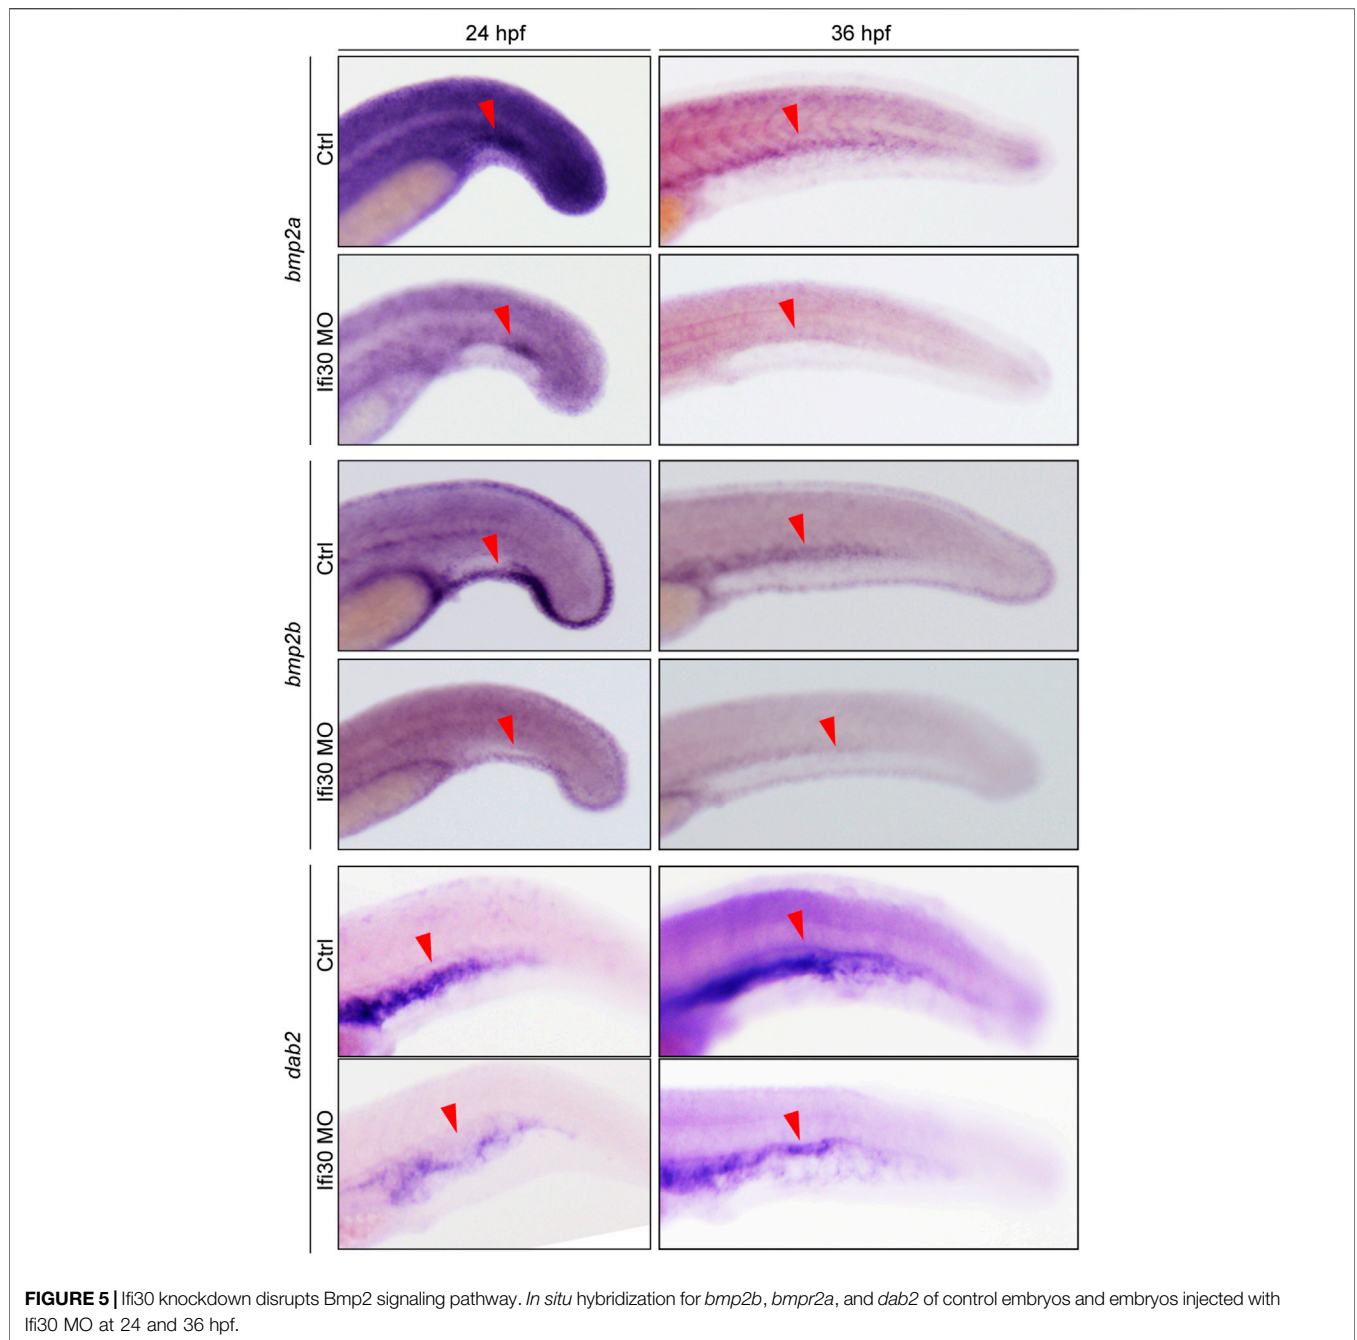 24 hpf
36 hpf
bmp2a
Ctrl
Ifi30 MO
bmp2b
Ctrl
Ifi30 MO
dab2
Ctrl
Ifi30 MO
FIGURE 5 | Ifi30 knockdown disrupts Bmp2 signaling pathway. In situ hybridization for bmp2b, bmpr2a, and dab2 of control embryos and embryos injected with
Ifi30 MO at 24 and 36 hpf.